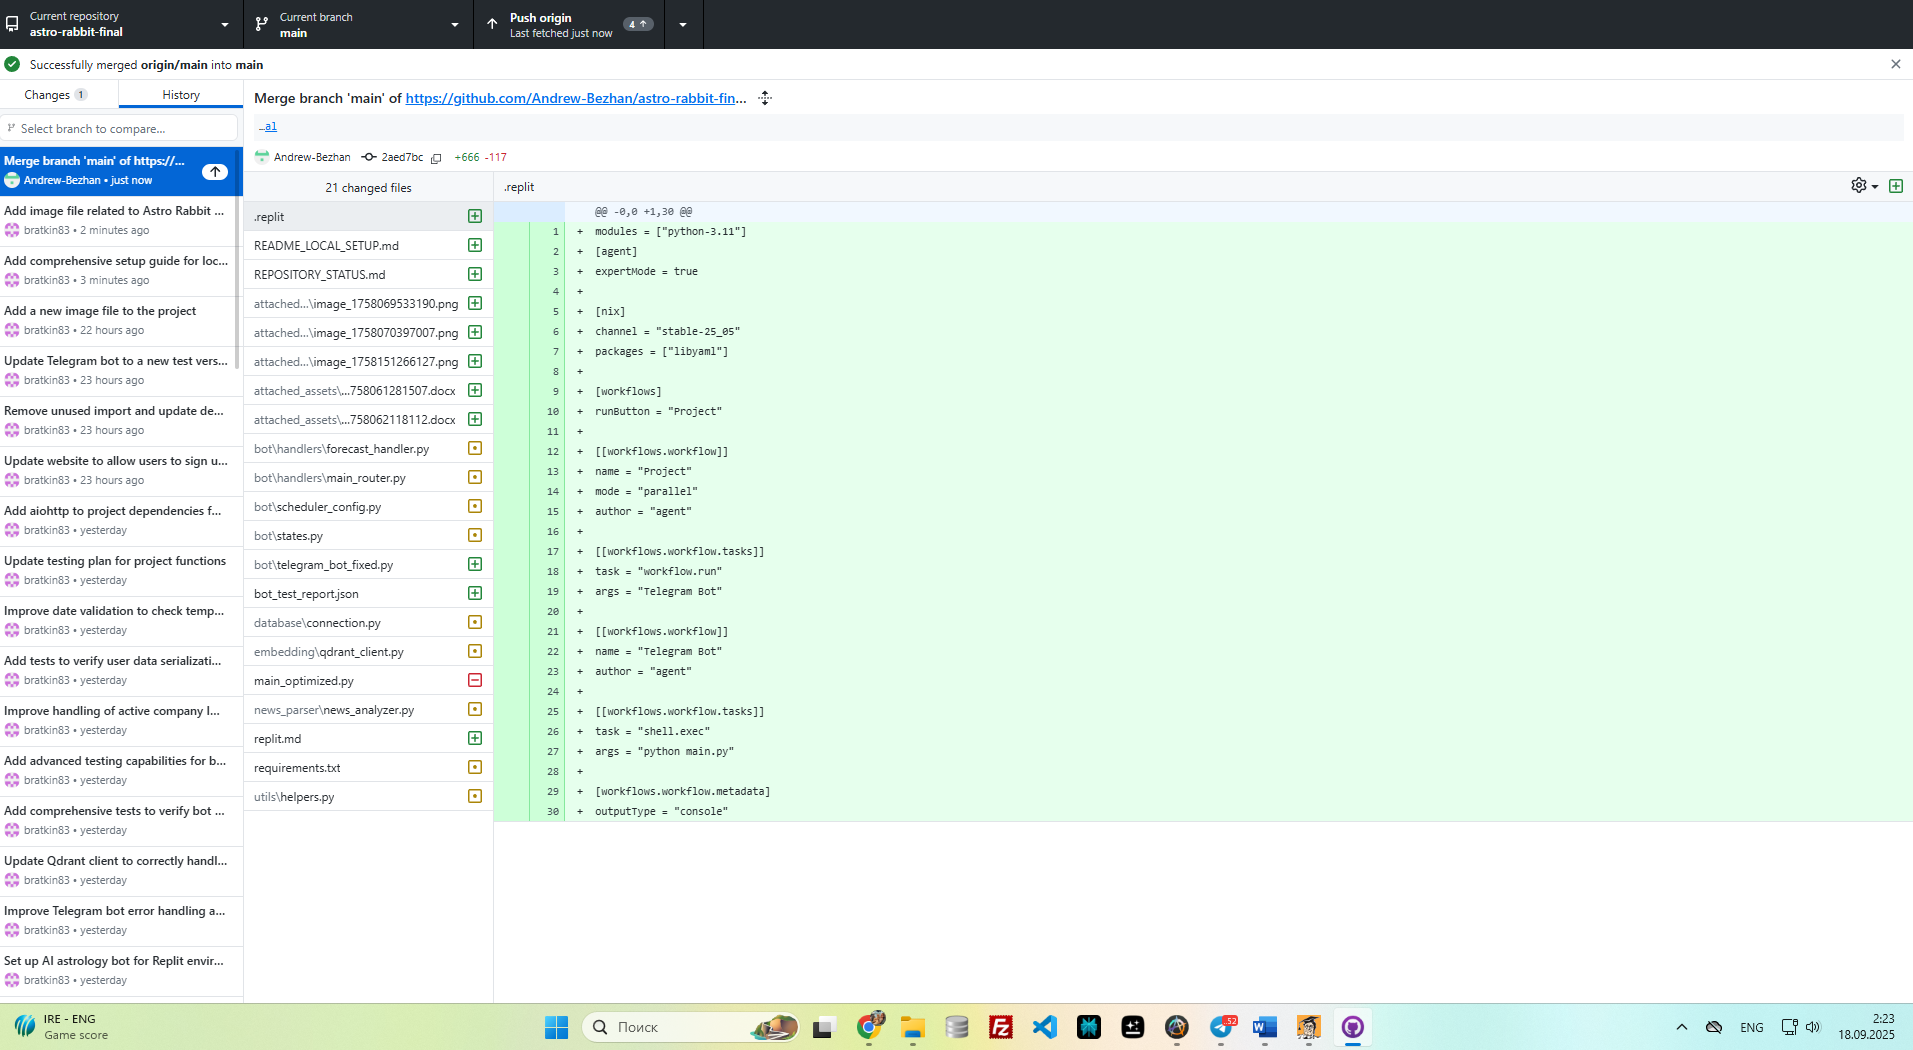 Current repository
astro-rabbit-final
Current branch
main
Push origin
Last fetched just now
4
Successfully merged origin/main into main
Changes 1
History
Select branch to compare...
Merge branch 'main' of https://...
Andrew-Bezhan • just now
Add image file related to Astro Rabbit ...
bratkin83 • 2 minutes ago
Add comprehensive setup guide for loc...
bratkin83 • 3 minutes ago
Add a new image file to the project
bratkin83 • 22 hours ago
Update Telegram bot to a new test vers...
bratkin83 • 23 hours ago
Remove unused import and update de...
bratkin83 • 23 hours ago
Update website to allow users to sign u...
bratkin83 • 23 hours ago
Add aiohttp to project dependencies f...
bratkin83 • yesterday
Update testing plan for project functions
bratkin83 • yesterday
Improve date validation to check temp...
bratkin83 • yesterday
Add tests to verify user data serializati...
bratkin83 • yesterday
Improve handling of active company I...
bratkin83 • yesterday
Add advanced testing capabilities for b...
bratkin83 • yesterday
Add comprehensive tests to verify bot ...
bratkin83 • yesterday
Update Qdrant client to correctly handl...
bratkin83 • yesterday
Improve Telegram bot error handling a...
bratkin83 • yesterday
Set up AI astrology bot for Replit envir...
bratkin83 • yesterday
Merge branch 'main' of https://github.com/Andrew-Bezhan/astro-rabbit-fin...
…al
Andrew-Bezhan 2aed7bc +666 -117
21 changed files
.replit
README_LOCAL_SETUP.md
REPOSITORY_STATUS.md
attached...\image_1758069533190.png
attached...\image_1758070397007.png
attached...\image_1758151266127.png
attached_assets\...758061281507.docx
attached_assets\...758062118112.docx
bot\handlers\forecast_handler.py
bot\handlers\main_router.py
bot\scheduler_config.py
bot\states.py
bot\telegram_bot_fixed.py
bot_test_report.json
database\connection.py
embedding\qdrant_client.py
main_optimized.py
news_parser\news_analyzer.py
replit.md
requirements.txt
utils\helpers.py
.replit
@@ -0,0 +1,30 @@
1 + modules = ["python-3.11"]
2 + [agent]
3 + expertMode = true
4 +
5 + [nix]
6 + channel = "stable-25_05"
7 + packages = ["libyaml"]
8 +
9 + [workflows]
10 + runButton = "Project"
11 +
12 + [[workflows.workflow]]
13 + name = "Project"
14 + mode = "parallel"
15 + author = "agent"
16 +
17 + [[workflows.workflow.tasks]]
18 + task = "workflow.run"
19 + args = "Telegram Bot"
20 +
21 + [[workflows.workflow]]
22 + name = "Telegram Bot"
23 + author = "agent"
24 +
25 + [[workflows.workflow.tasks]]
26 + task = "shell.exec"
27 + args = "python main.py"
28 +
29 + [workflows.workflow.metadata]
30 + outputType = "console"
IRE - ENG
Game score
Поиск
52
ENG
2:23
18.09.2025